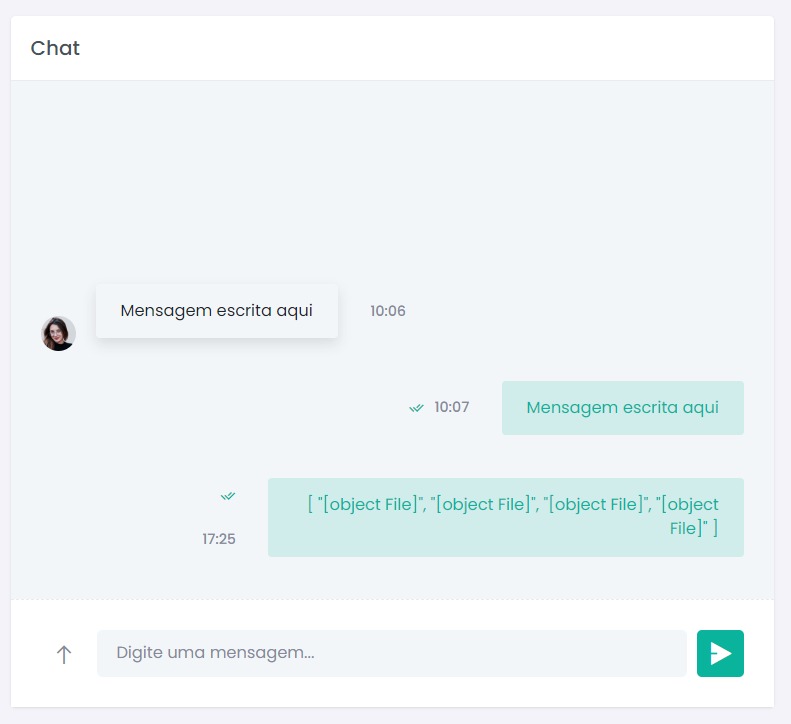 Chat
Mensagem escrita aqui
10:06
10:07
Mensagem escrita aqui
[ "[object File]", "[object File]", "[object File]", "[object
File]" ]
17:25
Digite uma mensagem...